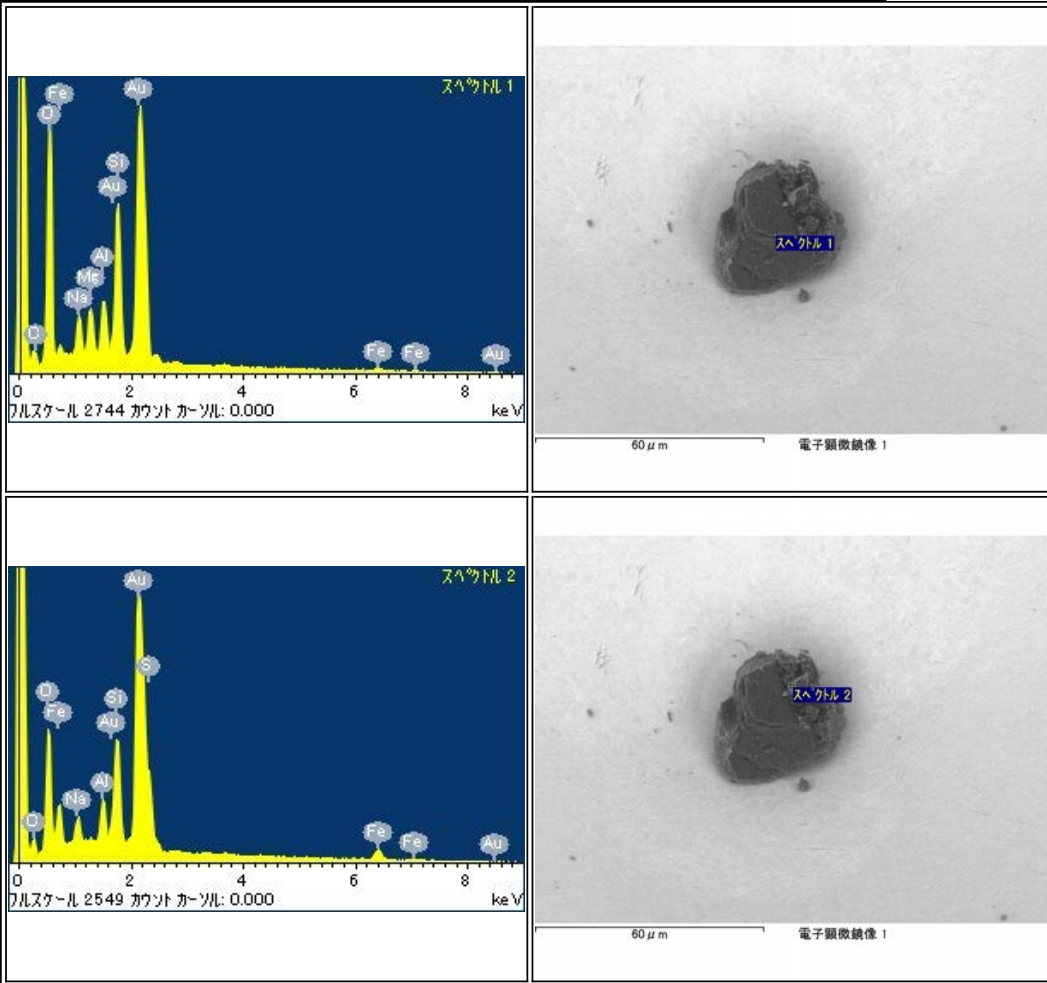 スペクトル 1
Au
Fe
O
Si
Au
Al
Mg
Na
C
Fe
Fe
Au
0
2
4
6
8
フルスケール 2744 カウント カーソル: 0.000
keV
スペクトル 1
60μm
電子顕微鏡像 1
スペクトル 2
Au
S
O
Si
Fe
Au
Al
Na
C
Fe
Fe
Au
0
2
4
6
8
フルスケール 2549 カウント カーソル: 0.000
keV
スペクトル 2
60μm
電子顕微鏡像 1